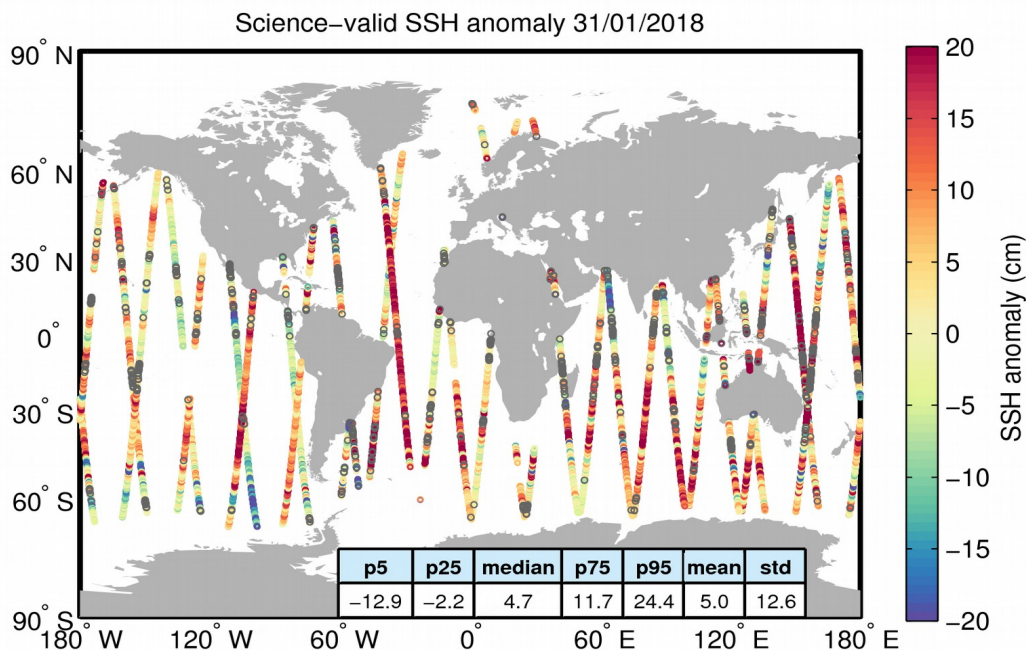 Science−valid SSH anomaly 31/01/2018
90° N
60° N
30° N
0°
30° S
60° S
90° S
180° W
120° W
60° W
0°
60° E
120° E
180° E
p5 p25 median p75 p95 mean std
−12.9 −2.2 4.7 11.7 24.4 5.0 12.6
20
15
10
5
0
−5
−10
−15
−20
SSH anomaly (cm)